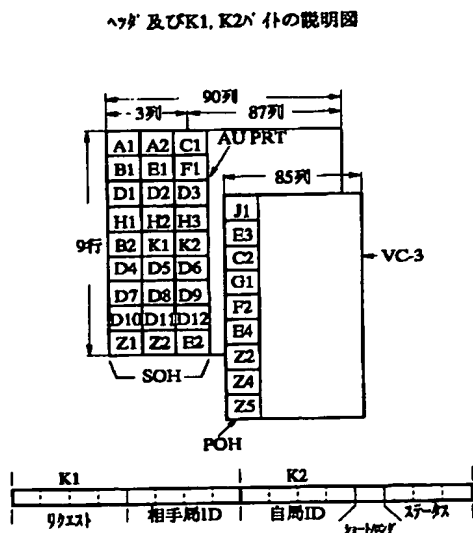 ヘッダ及びK1, K2バイトの説明図
90列
3列 87列
A1 A2 C1 AU PRT
B1 E1 F1
D1 D2 D3 85列
H1 H2 H3 J1
9行 B2 K1 K2 E3
D4 D5 D6 C2 VC-3
D7 D8 D9 G1
D10 D11 D12 F2
Z1 Z2 E2 E4
SOH Z2
Z4
Z5
POH
K1 K2
リクエスト 相手局ID 自局ID ショート/ロング ステータス